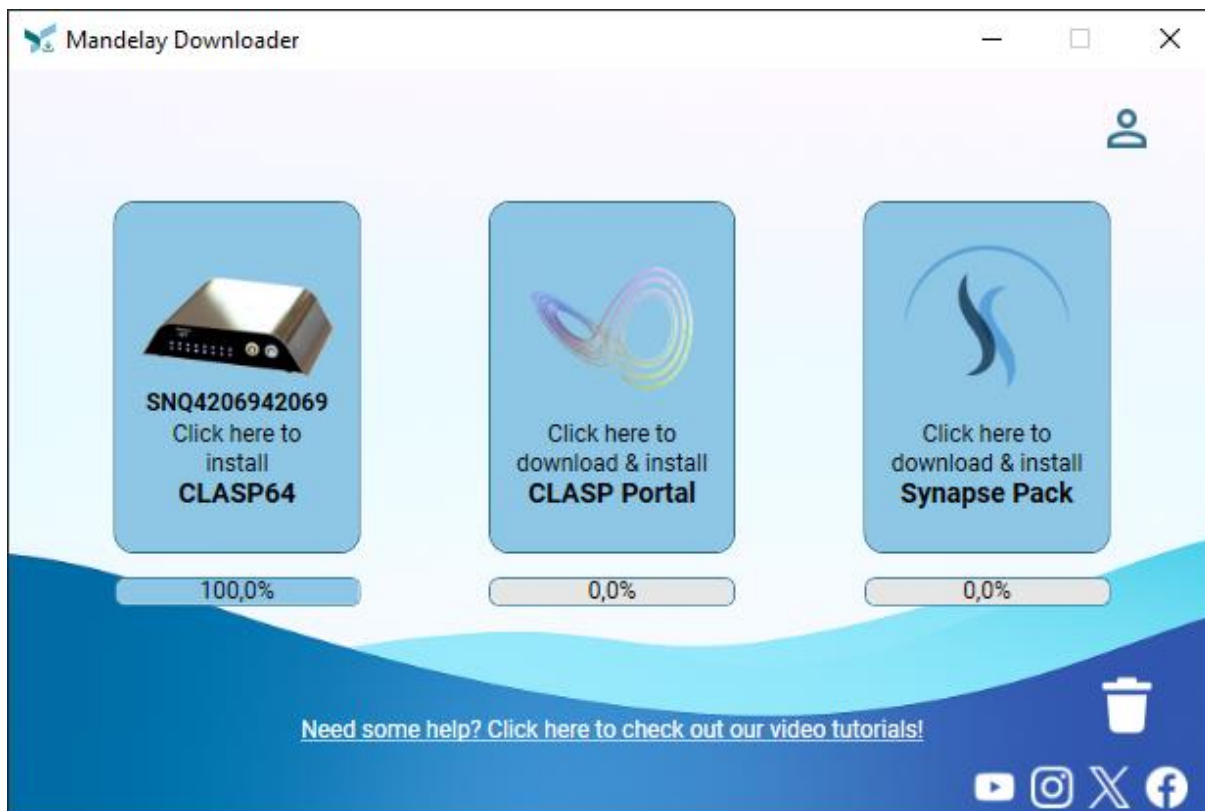 Mandelay Downloader
SNQ4206942069
Click here to
install
CLASP64
Click here to
download & install
CLASP Portal
Click here to
download & install
Synapse Pack
100,0%
0,0%
0,0%
Need some help? Click here to check out our video tutorials!